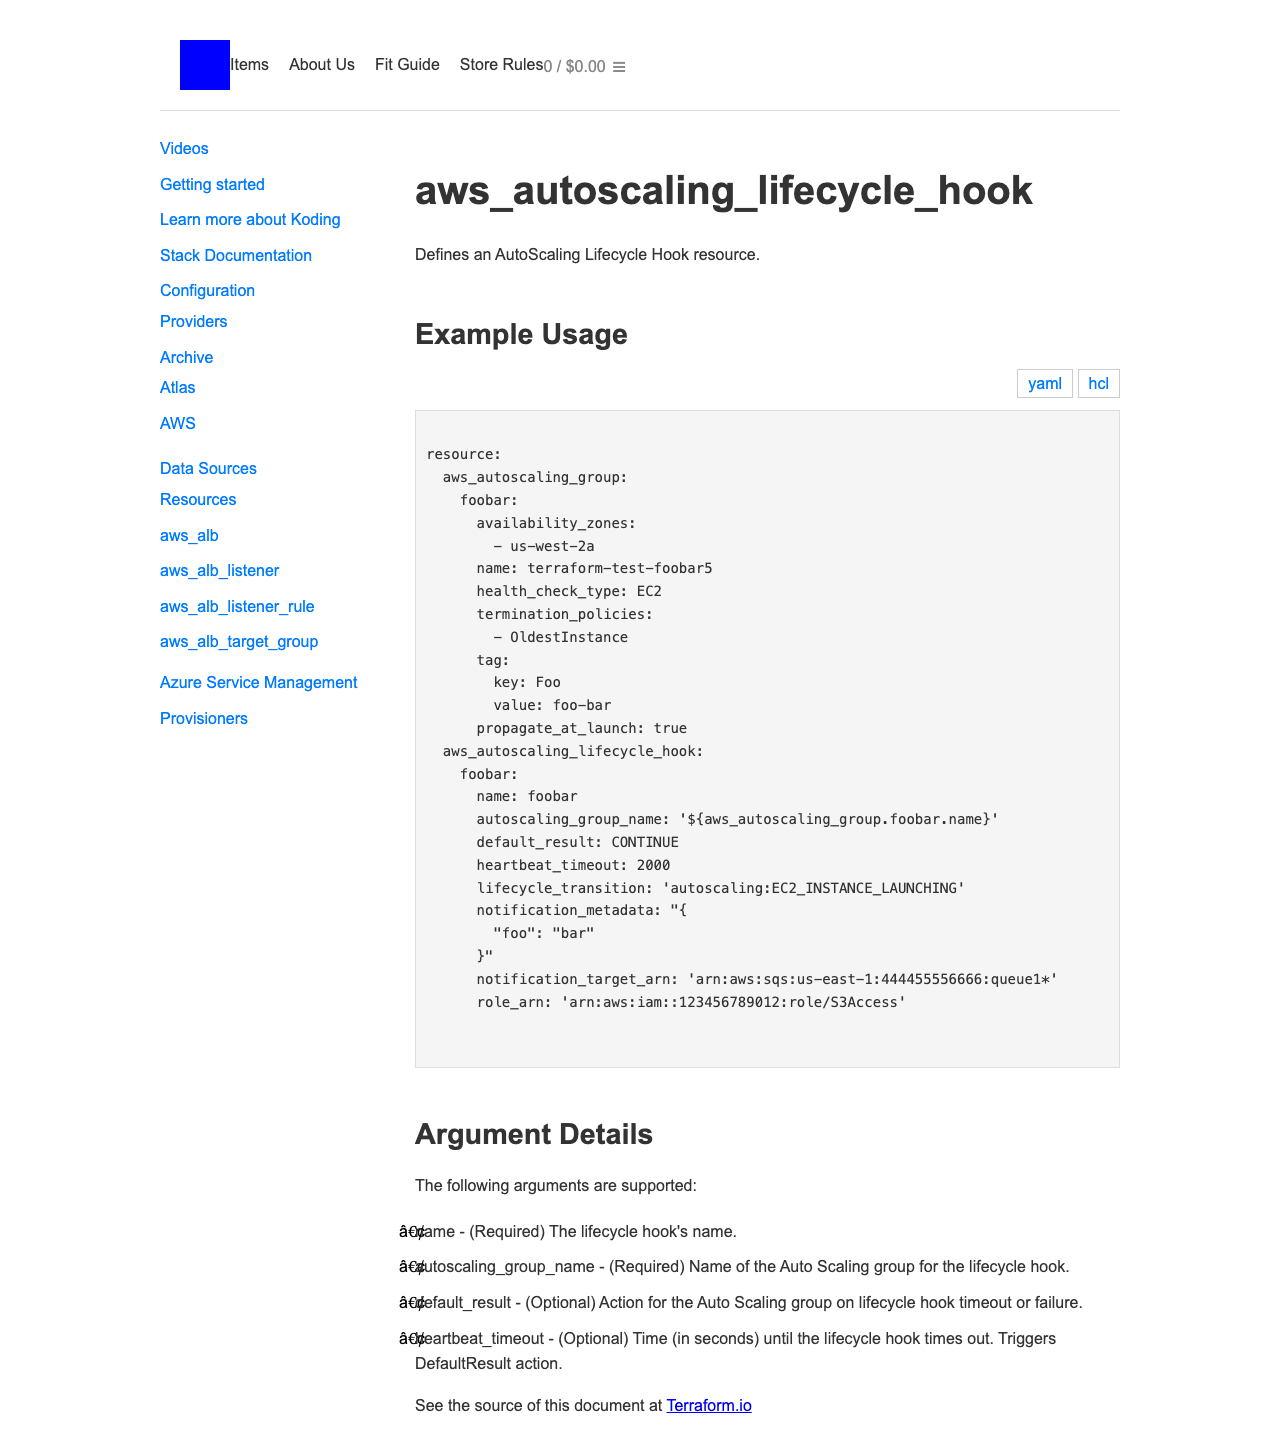 Items About Us Fit Guide Store Rules0 / $0.00 ≡
Videos
Getting started
Learn more about Koding
Stack Documentation
Configuration
Providers
Archive
Atlas
AWS
Data Sources
Resources
aws_alb
aws_alb_listener
aws_alb_listener_rule
aws_alb_target_group
Azure Service Management
Provisioners
aws_autoscaling_lifecycle_hook
Defines an AutoScaling Lifecycle Hook resource.
Example Usage
yaml hcl
resource:
  aws_autoscaling_group:
    foobar:
      availability_zones:
        - us-west-2a
      name: terraform-test-foobar5
      health_check_type: EC2
      termination_policies:
        - OldestInstance
      tag:
        key: Foo
        value: foo-bar
      propagate_at_launch: true
  aws_autoscaling_lifecycle_hook:
    foobar:
      name: foobar
      autoscaling_group_name: '${aws_autoscaling_group.foobar.name}'
      default_result: CONTINUE
      heartbeat_timeout: 2000
      lifecycle_transition: 'autoscaling:EC2_INSTANCE_LAUNCHING'
      notification_metadata: "{
        "foo": "bar"
      }"
      notification_target_arn: 'arn:aws:sqs:us-east-1:444455556666:queue1*'
      role_arn: 'arn:aws:iam::123456789012:role/S3Access'
Argument Details
The following arguments are supported:
â€¢name - (Required) The lifecycle hook's name.
â€¢autoscaling_group_name - (Required) Name of the Auto Scaling group for the lifecycle hook.
â€¢default_result - (Optional) Action for the Auto Scaling group on lifecycle hook timeout or failure.
â€¢heartbeat_timeout - (Optional) Time (in seconds) until the lifecycle hook times out. Triggers
DefaultResult action.
See the source of this document at Terraform.io